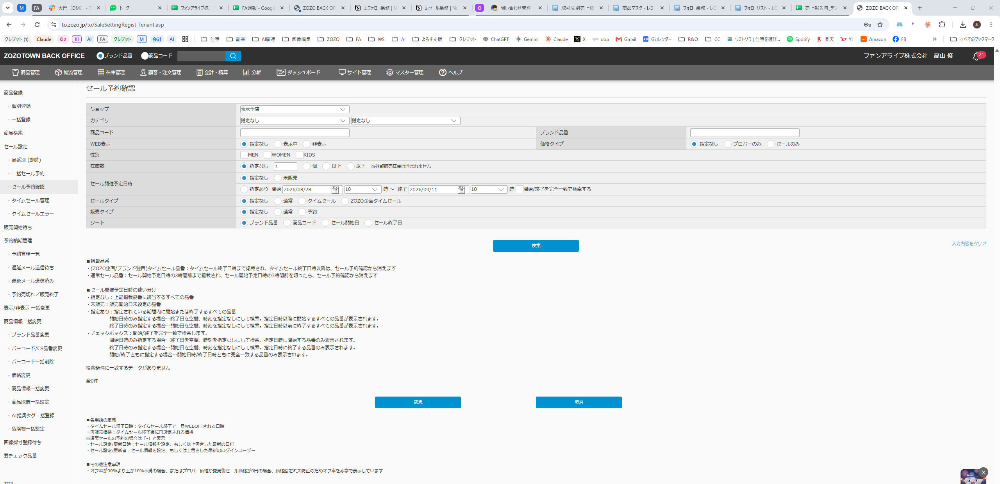 M
FA
大門（DM） - フ
トーク
ファンアライブ様：
FA週報 - Google
ZOZO BACK OFF
3.フォロー業務 | N
2.セール業務 | No
KI
問い合わせ管理 -
取引先別売上積
商品マスタ - レコー
フォロー業務 - レコ
フォローリスト - レコ
売上報告書_テン
ZOZO BACK OFF
to.zozo.jp/to/SaleSettingRegist_Tenant.asp
クレジット (1) Claude KI2 KI AI FA クレジット M 会計 AI 仕事 副業 AI関連 画像編集 ZOZO FA WS AI よろず支援 クレジット ChatGPT Gemini Claude X dop Gmail Gカレンダー R&O CC ウミトソラ | 仕事を遊び... Spotify 楽天 Y! Amazon FB すべてのブックマーク
ZOZOTOWN BACK OFFICE ブランド品番 商品コード ファンアライブ株式会社 高山 修 21
商品管理 物流管理 在庫管理 顧客・注文管理 会計・精算 分析 ダッシュボード サイト管理 マスター管理 ヘルプ
商品登録
・個別登録
・一括登録
商品検索
セール設定
・品番別 (即時)
・一括セール予約
・セール予約確認
・タイムセール管理
・タイムセールエラー
販売開始待ち
予約納期管理
・予約管理一覧
・遅延メール送信待ち
・遅延メール送信済み
・予約売切れ／販売終了
表示/非表示 一括変更
商品情報一括変更
・ブランド品番変更
・バーコード/CS品番変更
・バーコード一括削除
・価格変更
・商品情報一括変更
・商品取置一括設定
・AI推奨タグ一括登録
・危険物一括設定
画像採寸登録待ち
要チェック品番
TOP
セール予約確認
ショップ 表示全店
カテゴリ 指定なし 指定なし
商品コード ブランド品番
WEB表示 指定なし 表示中 非表示 価格タイプ 指定なし プロパーのみ セールのみ
性別 MEN WOMEN KIDS
在庫数 指定なし 1 個 以上 以下 ※外部販売在庫は含まれません
セール開催予定日時 指定なし 未販売
指定あり 開始 2026/08/28 10 時 ～ 終了 2026/09/11 10 時 開始/終了を完全一致で検索する
セールタイプ 指定なし 通常 タイムセール ZOZO企画タイムセール
販売タイプ 指定なし 通常 予約
ソート ブランド品番 商品コード セール開始日 セール終了日
検索
入力内容をクリア
■掲載品番
・(ZOZO企画/ブランド独自)タイムセール品番：タイムセール終了日時まで掲載され、タイムセール終了日時以降は、セール予約確認から消えます
・通常セール品番：セール開始予定日時の3時間前まで掲載され、セール開始予定日時の3時間前を切ったら、セール予約確認から消えます
■セール開催予定日時の使い分け
・指定なし：上記掲載品番に該当するすべての品番
・未販売：販売開始日未設定の品番
・指定あり：指定されている期間内に開始または終了するすべての品番
開始日時のみ指定する場合…終了日を空欄、時刻を指定なしにして検索。指定日時以降に開始するすべての品番が表示されます。
終了日時のみ指定する場合…開始日を空欄、時刻を指定なしにして検索。指定日時以前に終了するすべての品番が表示されます。
・チェックボックス：開始/終了を完全一致で検索します。
開始日時のみ指定する場合…終了日を空欄、時刻を指定なしにして検索。指定日時に開始する品番のみ表示されます。
終了日時のみ指定する場合…開始日を空欄、時刻を指定なしにして検索。指定日時に終了する品番のみ表示されます。
開始/終了ともに指定する場合…開始日時/終了日時ともに完全一致する品番のみ表示されます。
検索条件に一致するデータがありません
全0件
変更 取消
■各用語の定義
・タイムセール終了日時：タイムセール終了で一旦WEBOFFされる日時
・再販売価格：タイムセール終了後に再設定される価格
※通常セールの予約の場合は「-」と表示
・セール設定/更新日時：セール情報を設定、もしくは上書きした最新の日付
・セール設定/更新者：セール情報を設定、もしくは上書きした最新のログインユーザー
■その他注意事項
・オフ率が90%より上か10%未満の場合、またはプロパー価格か変更後セール価格が0円の場合、価格設定ミス防止のためオフ率を赤字で表示しています